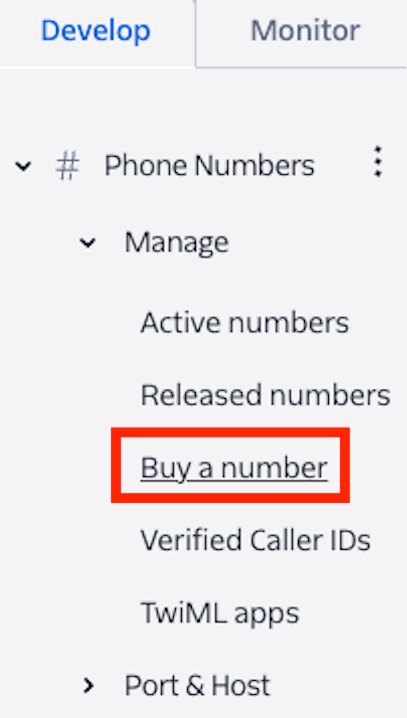 Develop Monitor
# Phone Numbers
Manage
Active numbers
Released numbers
Buy a number
Verified Caller IDs
TwiML apps
Port & Host